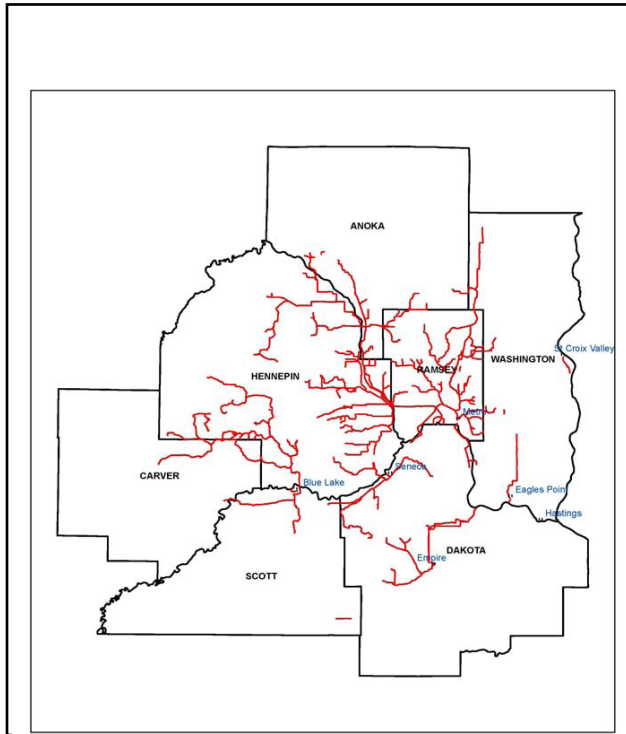 ANOKA
St Croix Valley
WASHINGTON
RAMSEY
HENNEPIN
Metro
Seneca
CARVER
Blue Lake
Eagles Point
Hastings
Empire
DAKOTA
SCOTT